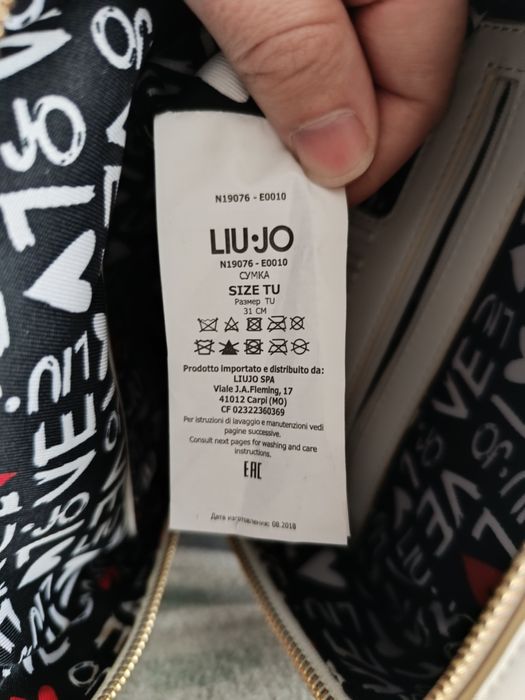 N19076 - E0010
LIU·JO
N19076 - E0010
СУМКА
SIZE TU
Размер TU
31 CM
Prodotto importato e distribuito da:
LIUJO SPA
Viale J.A.Fleming, 17
41012 Carpi (MO)
CF 02322360369
Per istruzioni di lavaggio e manutenzioni vedi
pagine successive.
Consult next pages for washing and care
instructions.
EAC
Дата изготовления: 08.2018